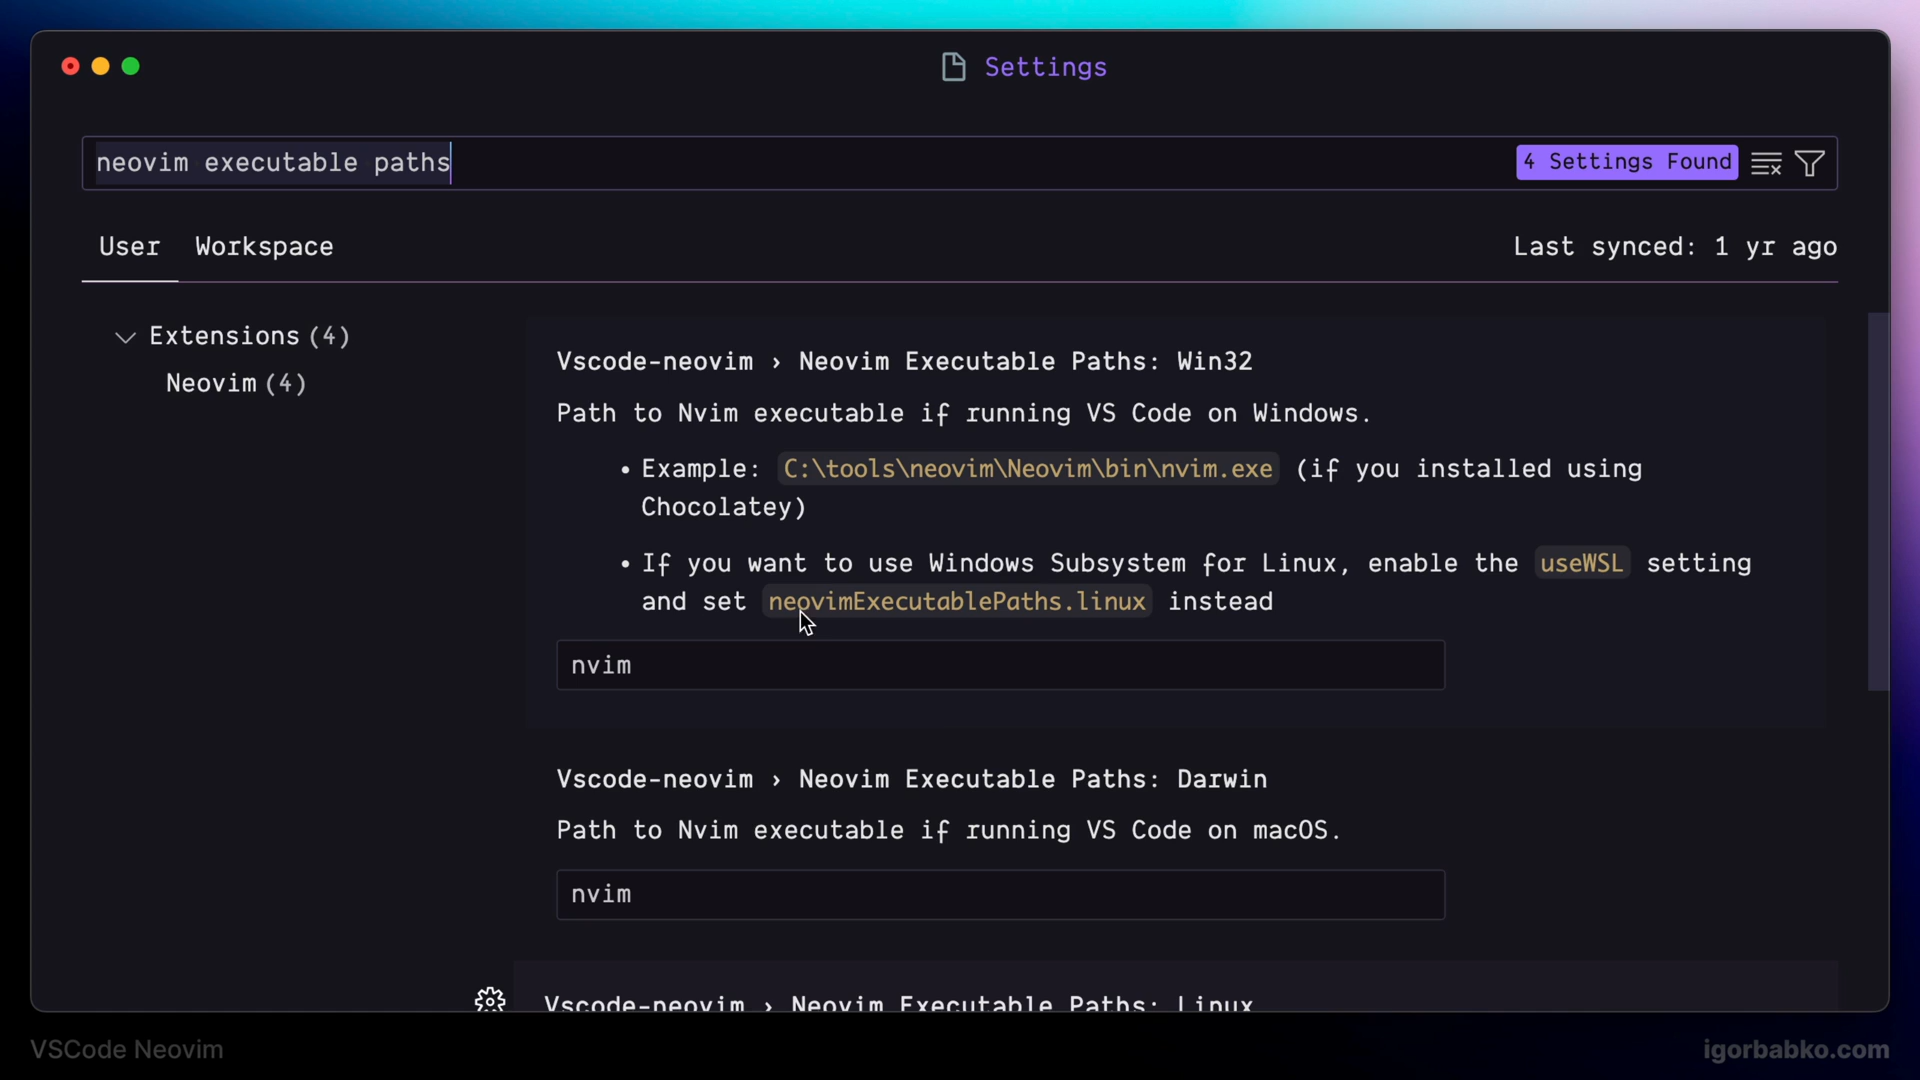 Settings
neovim executable paths
4 Settings Found
User Workspace
Last synced: 1 yr ago
Extensions (4)
Neovim (4)
Vscode-neovim › Neovim Executable Paths: Win32
Path to Nvim executable if running VS Code on Windows.
• Example: C:\tools\neovim\Neovim\bin\nvim.exe (if you installed using
Chocolatey)
• If you want to use Windows Subsystem for Linux, enable the useWSL setting
and set neovimExecutablePaths.linux instead
nvim
Vscode-neovim › Neovim Executable Paths: Darwin
Path to Nvim executable if running VS Code on macOS.
nvim
Vscode-neovim › Neovim Executable Paths: Linux
VSCode Neovim
igorbabko.com